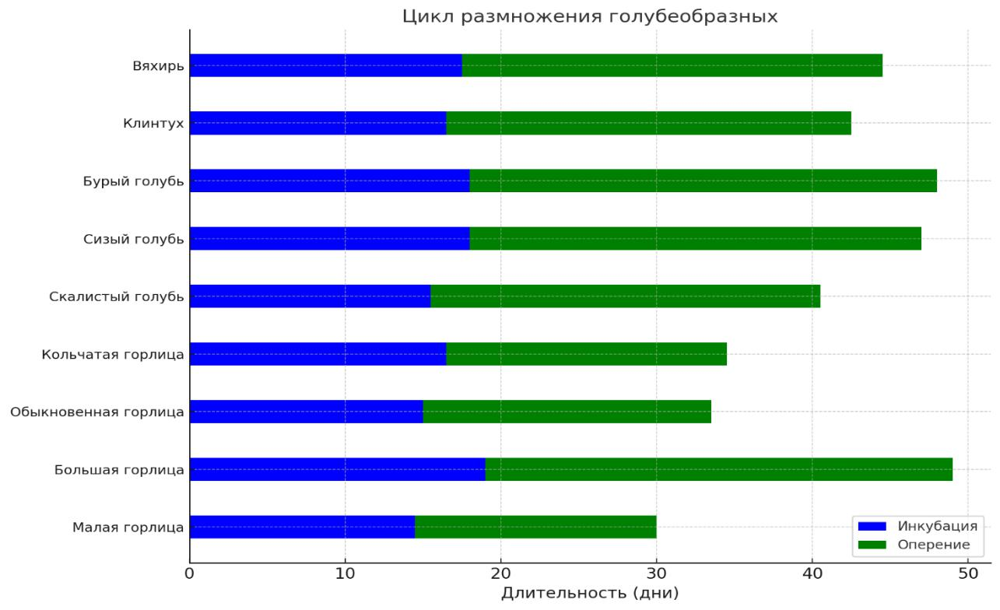 Цикл размножения голубеобразных
Вяхирь
Клинтух
Бурый голубь
Сизый голубь
Скалистый голубь
Кольчатая горлица
Обыкновенная горлица
Большая горлица
Малая горлица
Инкубация
Оперение
0 10 20 30 40 50
Длительность (дни)